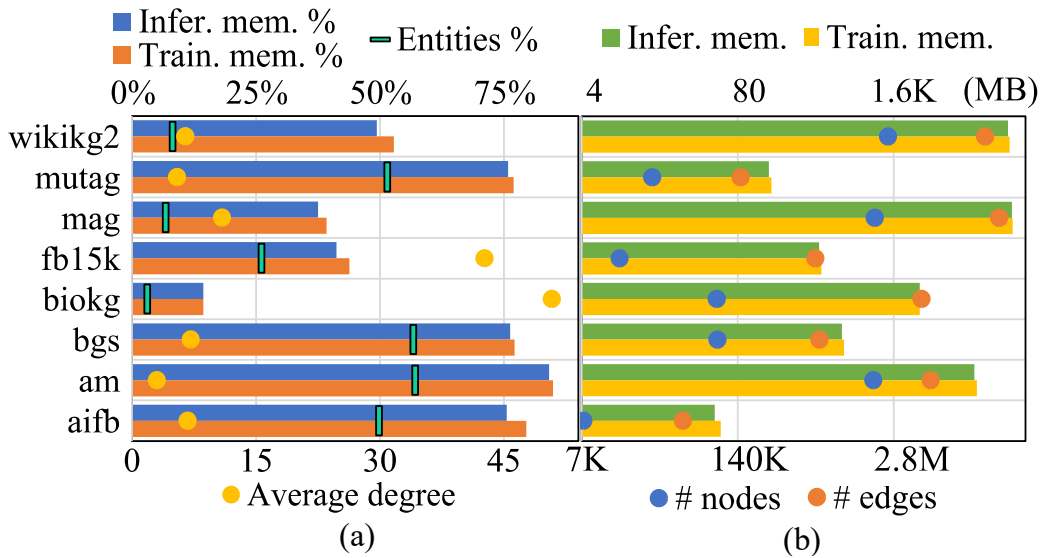 Infer. mem. %
Train. mem. %
Entities %
Infer. mem. Train. mem.
0% 25% 50% 75% 4 80 1.6K (MB)
wikikg2
mutag
mag
fb15k
biokg
bgs
am
aifb
0 15 30 45 7K 140K 2.8M
Average degree # nodes # edges
(a) (b)